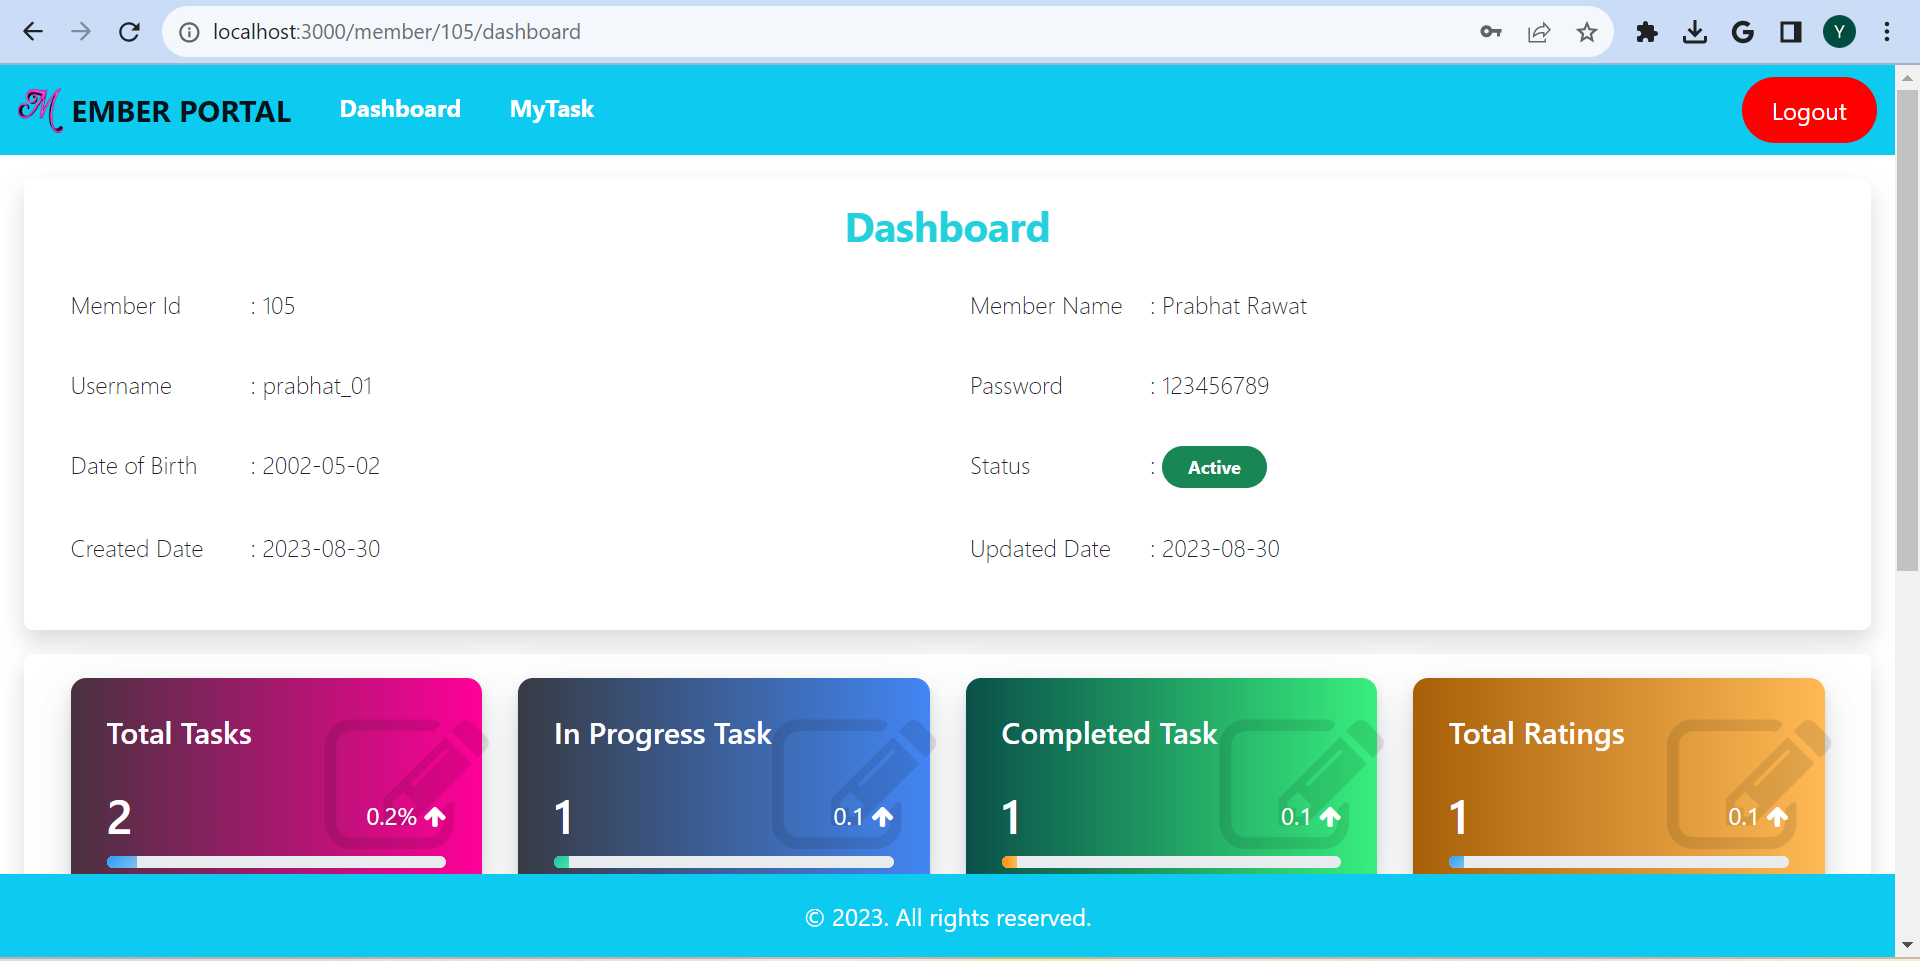 localhost:3000/member/105/dashboard
Y
M EMBER PORTAL Dashboard MyTask Logout
Dashboard
Member Id : 105 Member Name : Prabhat Rawat
Username : prabhat_01 Password : 123456789
Date of Birth : 2002-05-02 Status : Active
Created Date : 2023-08-30 Updated Date : 2023-08-30
Total Tasks In Progress Task Completed Task Total Ratings
2 0.2% 1 0.1 1 0.1 1 0.1
© 2023. All rights reserved.